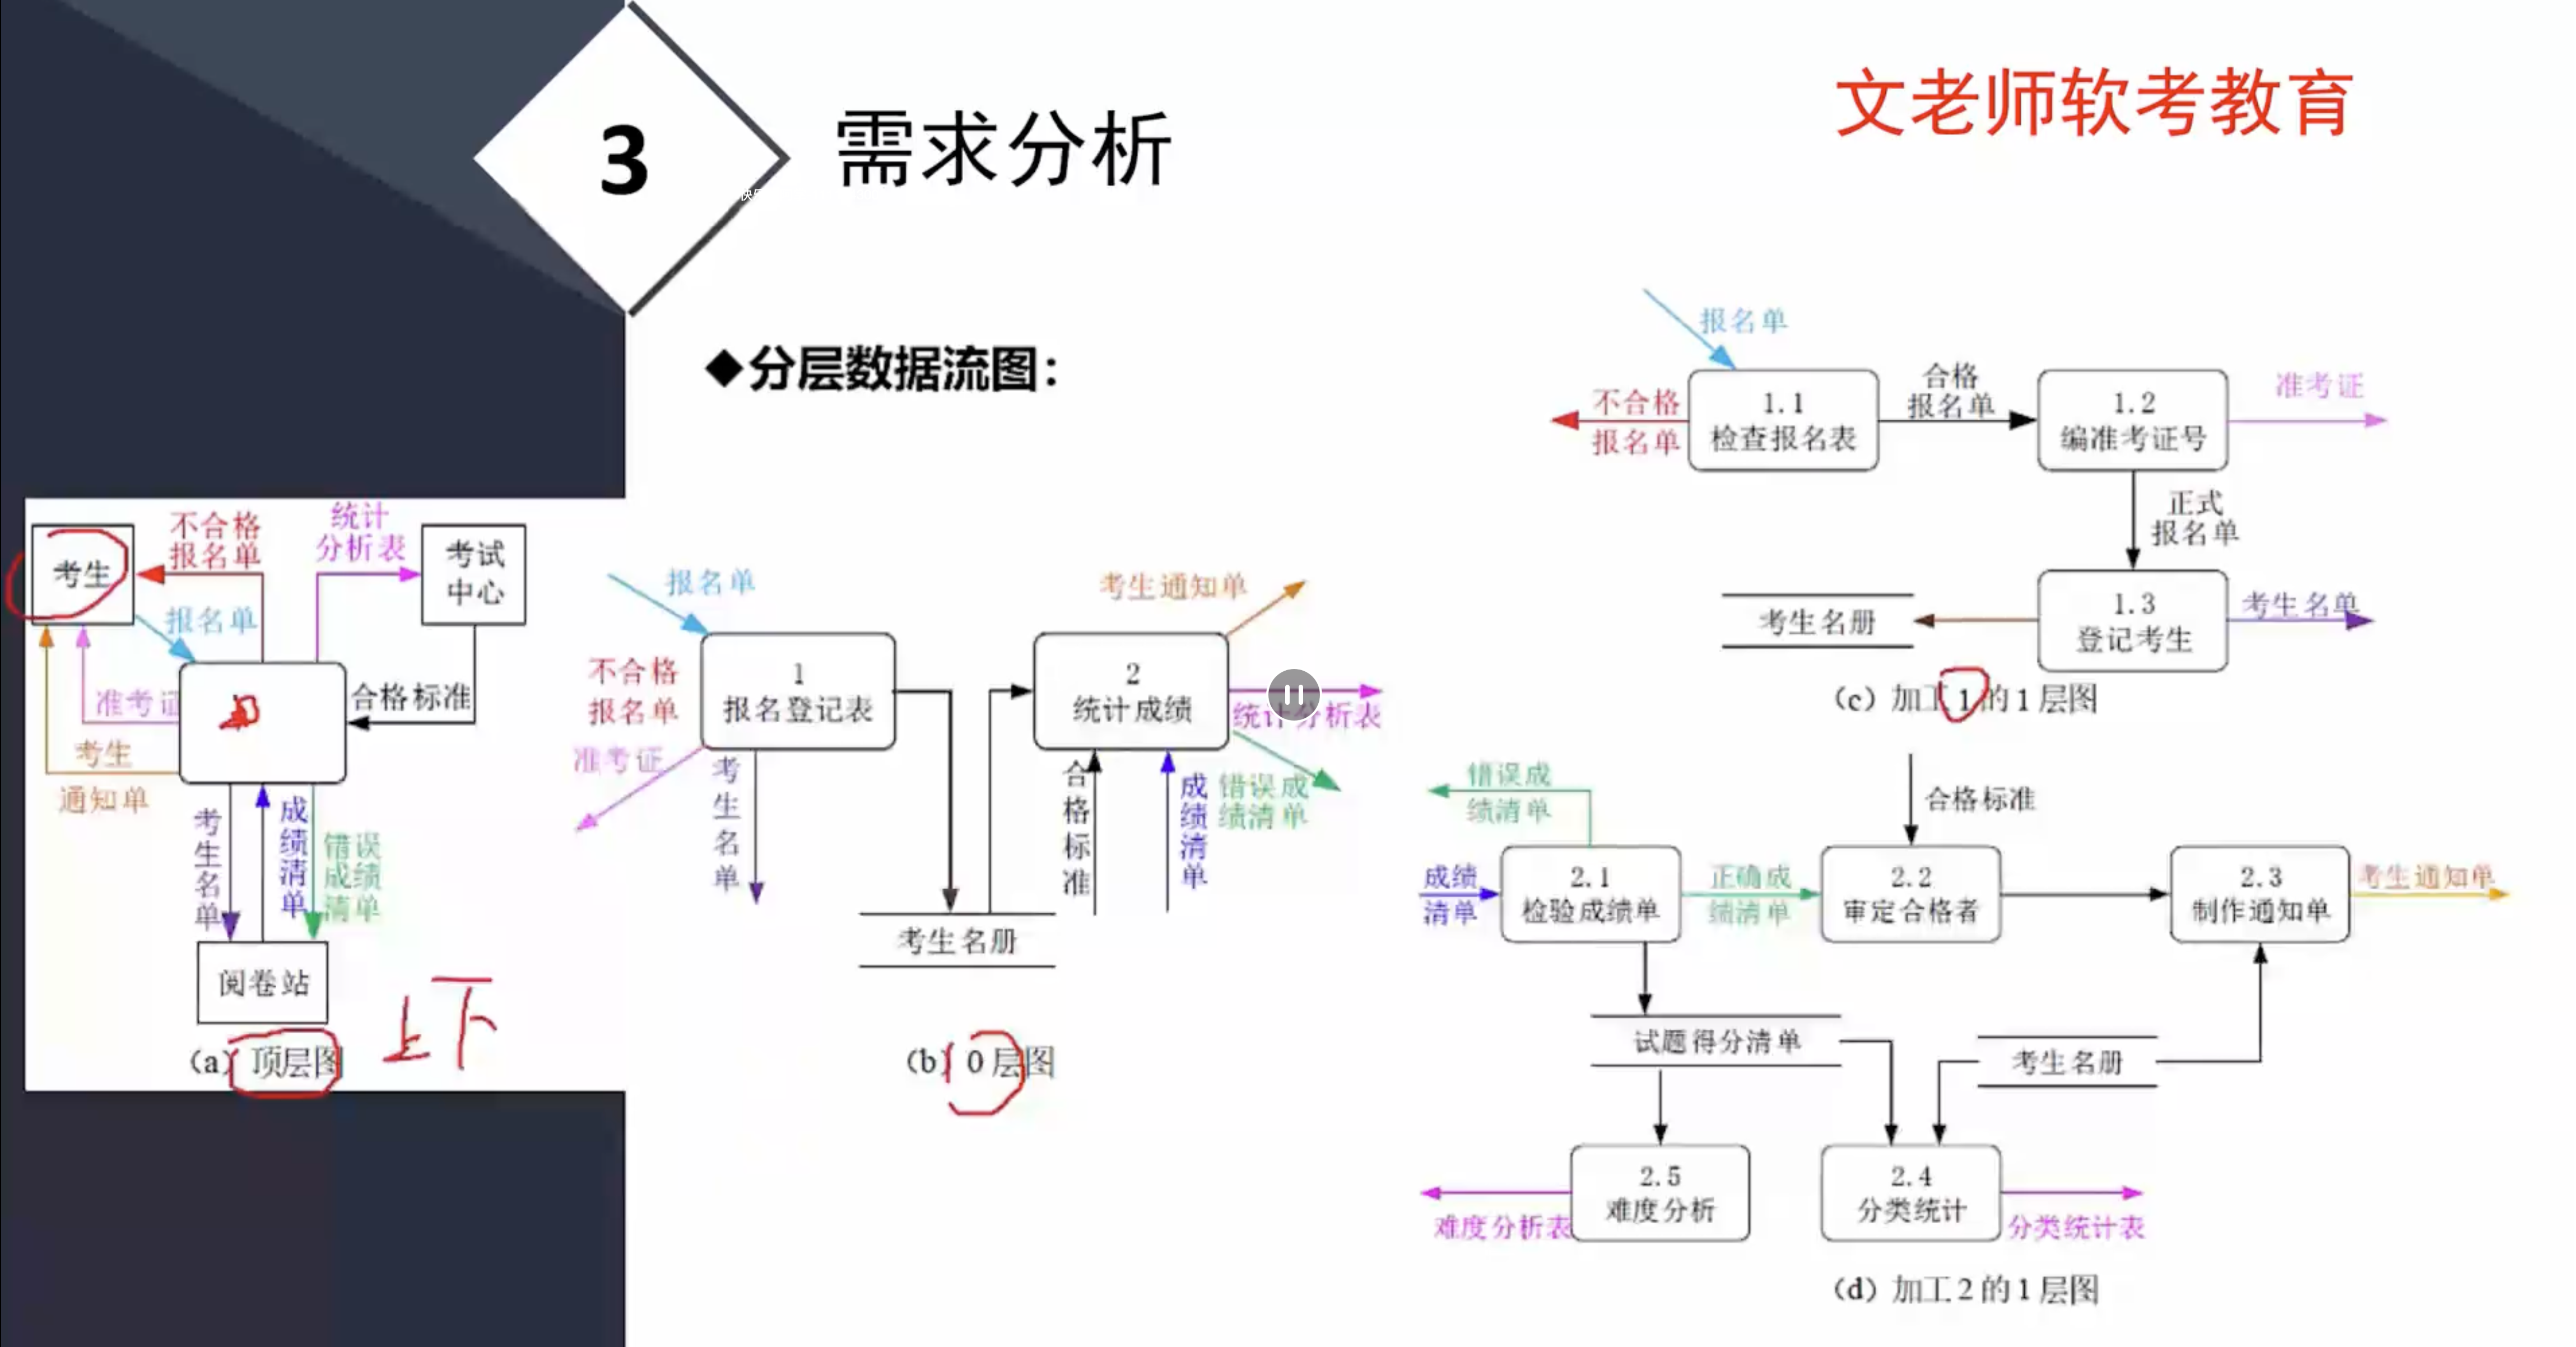 3
需求分析
文老师软考教育
◆分层数据流图：
考生
不合格
报名单
统计
分析表
考试
中心
报名单
准考证
合格标准
考生
通知单
考生名单
成绩清单
错误
成绩
清单
阅卷站
(a) 顶层图
上下
报名单
不合格
报名单
1
报名登记表
准考证
考生名单
考生名册
2
统计成绩
考生通知单
统计分析表
错误成
绩清单
合格标准
成绩清单
(b) 0层图
报名单
不合格
报名单
1.1
检查报名表
合格
报名单
1.2
编准考证号
准考证
正式
报名单
考生名册
1.3
登记考生
考生名单
(c) 加工1的1层图
错误成
绩清单
合格标准
成绩
清单
2.1
检验成绩单
正确成
绩清单
2.2
审定合格者
2.3
制作通知单
考生通知单
试题得分清单
考生名册
难度分析表
2.5
难度分析
2.4
分类统计
分类统计表
(d) 加工2的1层图